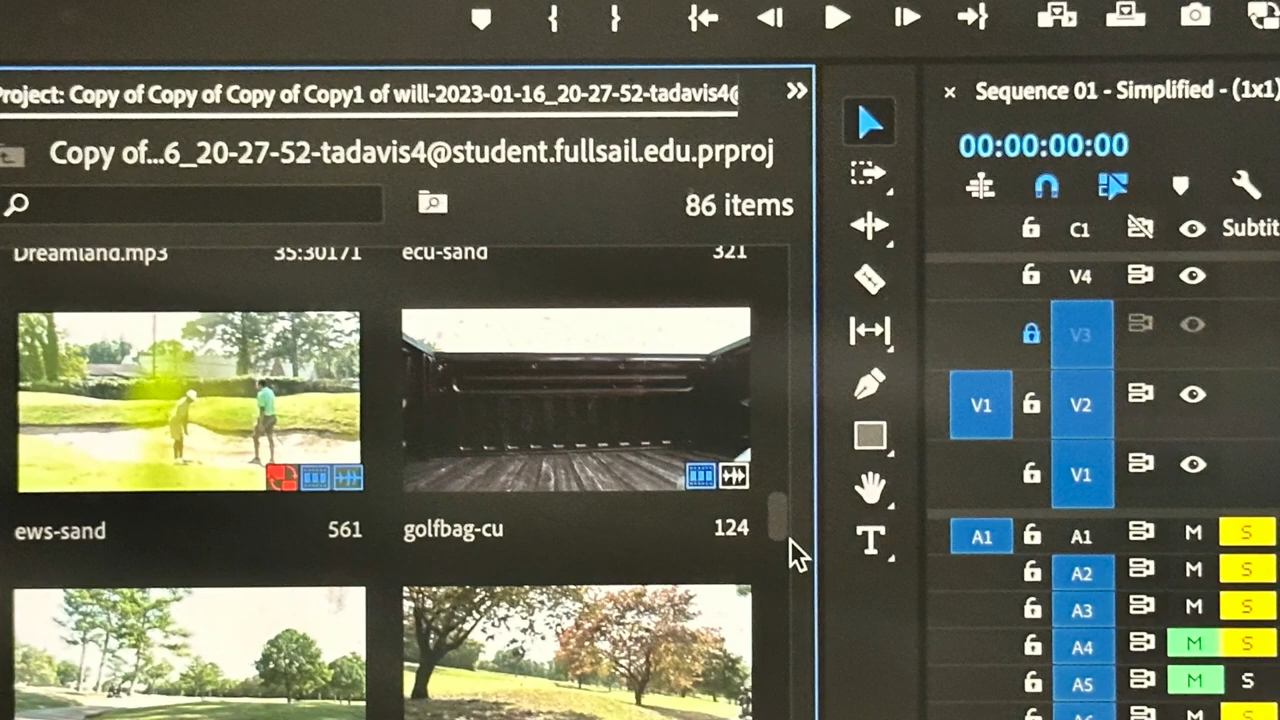 Project: Copy of Copy of Copy of Copy1 of will-2023-01-16_20-27-52-tadavis4@
Copy of...6_20-27-52-tadavis4@student.fullsail.edu.prproj
86 items
Dreamland.mp3 35:30171
ecu-sand 321
ews-sand 561
golfbag-cu 124
T
× Sequence 01 - Simplified - (1x1)
00:00:00:00
C1 Subtit
V4
V3
V1 V2
V1
A1 A1 M S
A2 M S
A3 M S
A4 M S
A5 M S
A6